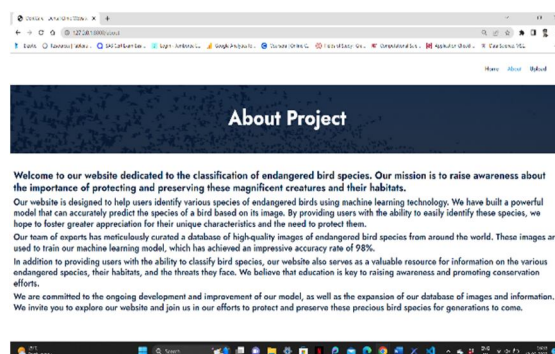 127.0.0.1:8000/about
Home About Upload
About Project
Welcome to our website dedicated to the classification of endangered bird species. Our mission is to raise awareness about
the importance of protecting and preserving these magnificent creatures and their habitats.
Our website is designed to help users identify various species of endangered birds using machine learning technology. We have built a powerful
model that can accurately predict the species of a bird based on its image. By providing users with the ability to easily identify these species, we
hope to foster greater appreciation for their unique characteristics and the need to protect them.
Our team of experts has meticulously curated a database of high-quality images of endangered bird species from around the world. These images ar
used to train our machine learning model, which has achieved an impressive accuracy rate of 98%.
In addition to providing users with the ability to classify bird species, our website also serves as a valuable resource for information on the various
endangered species, their habitats, and the threats they face. We believe that education is key to raising awareness and promoting conservation
efforts.
We are committed to the ongoing development and improvement of our model, as well as the expansion of our database of images and information.
We invite you to explore our website and join us in our efforts to protect and preserve these precious bird species for generations to come.
Search